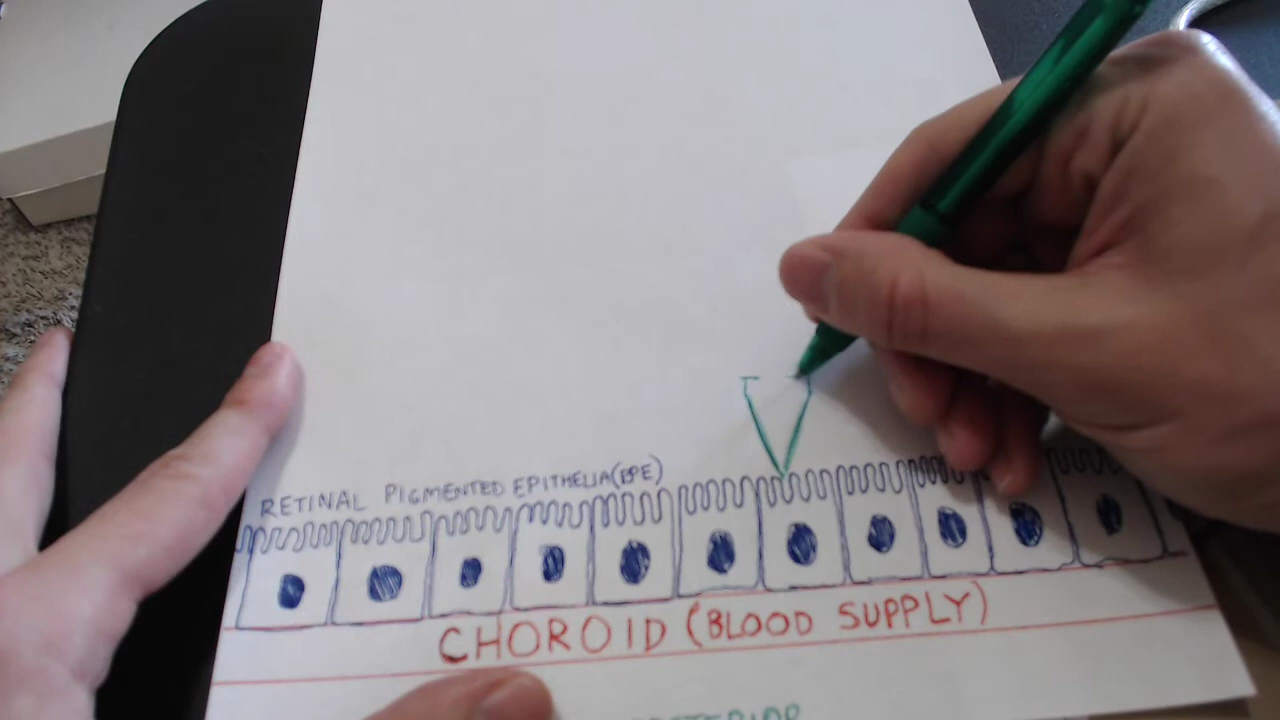 RETINAL PIGMENTED EPITHELIA (RPE)
CHOROID (BLOOD SUPPLY)